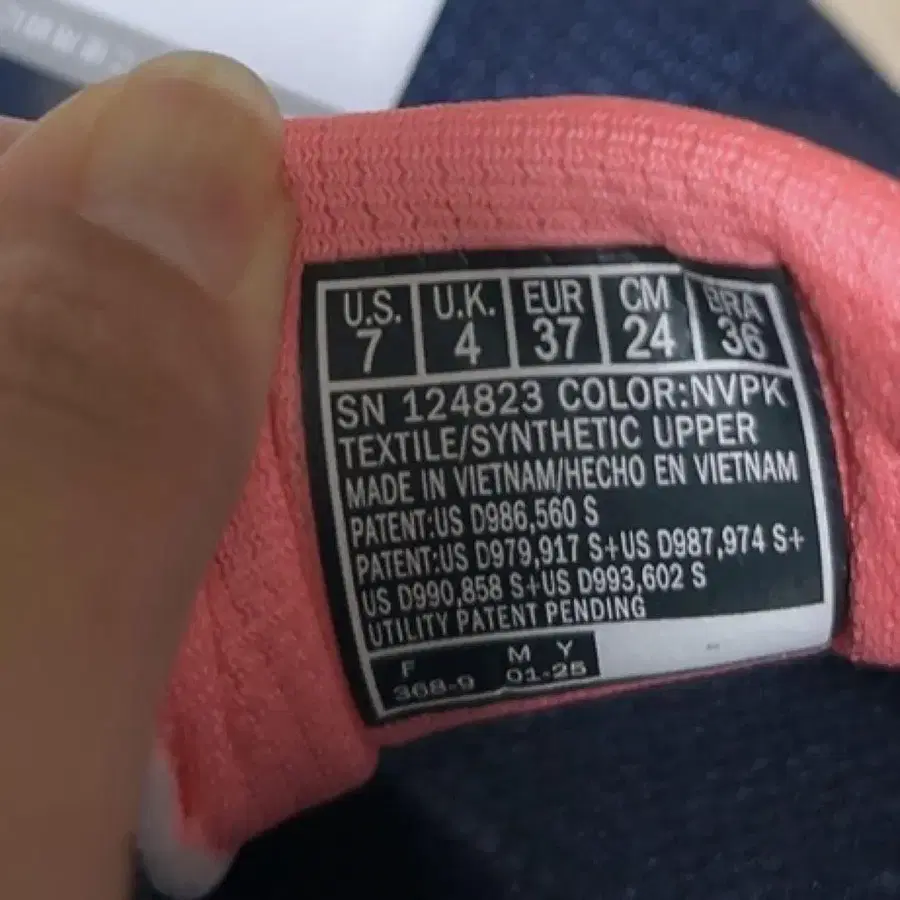 U.S. U.K. EUR CM BRA
7 4 37 24 36
SN 124823 COLOR:NVPK
TEXTILE/SYNTHETIC UPPER
MADE IN VIETNAM/HECHO EN VIETNAM
PATENT:US D986,560 S
PATENT:US D979,917 S+US D987,974 S+
US D990,858 S+US D993,602 S
UTILITY PATENT PENDING
F M Y
368-9 01-25